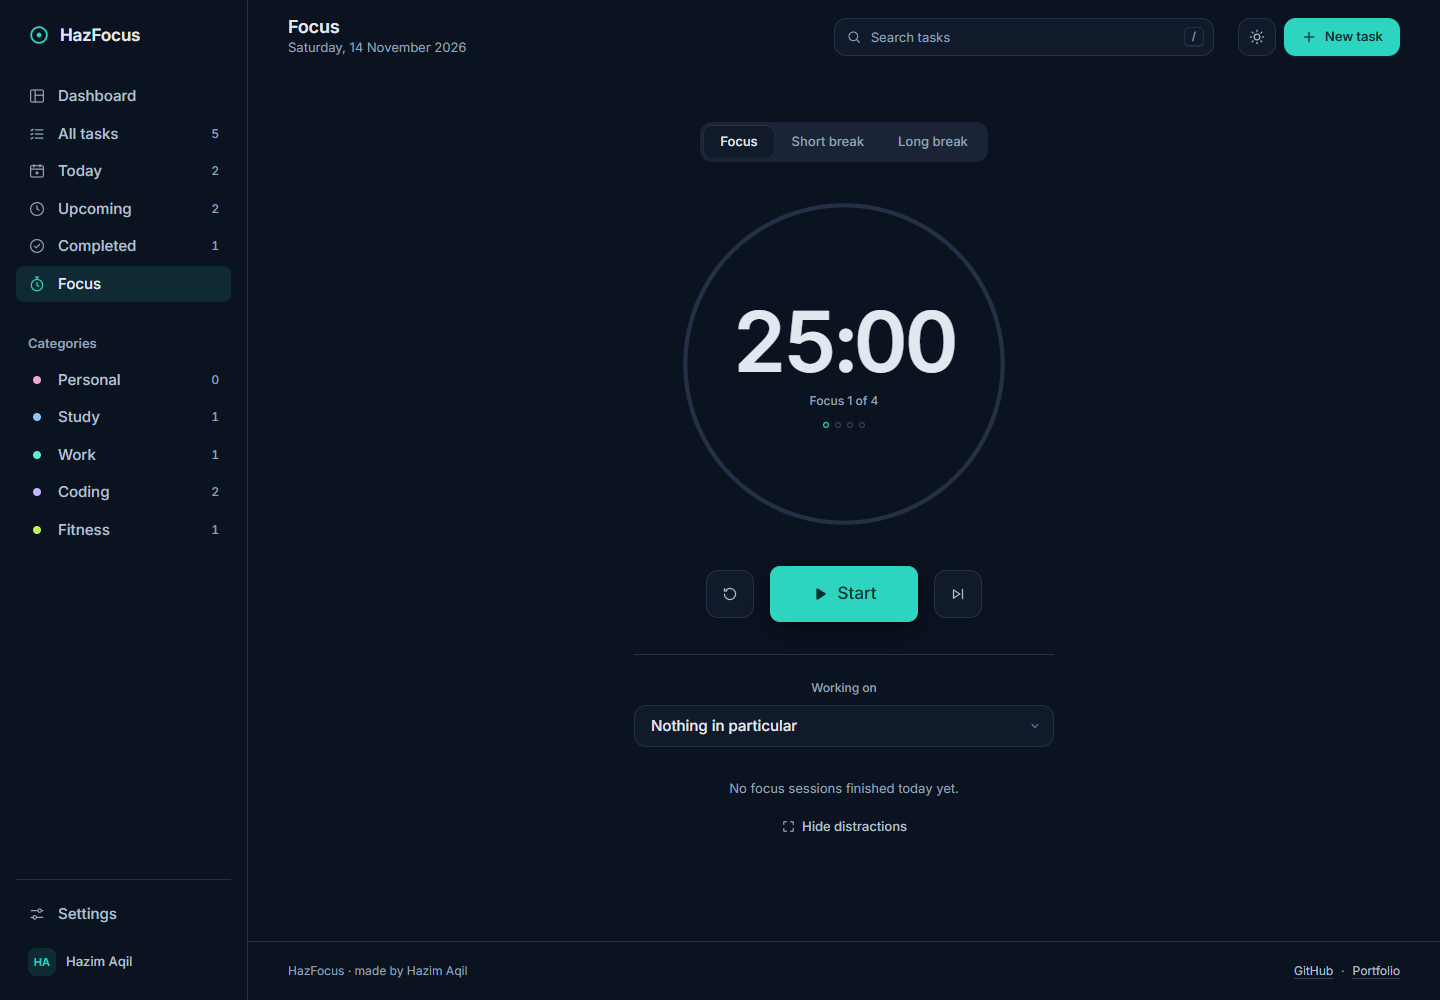 HazFocus
Dashboard
All tasks 5
Today 2
Upcoming 2
Completed 1
Focus
Categories
Personal 0
Study 1
Work 1
Coding 2
Fitness 1
Settings
HA Hazim Aqil
Focus
Saturday, 14 November 2026
Search tasks /
New task
Focus Short break Long break
25:00
Focus 1 of 4
Start
Working on
Nothing in particular
No focus sessions finished today yet.
Hide distractions
HazFocus · made by Hazim Aqil
GitHub · Portfolio